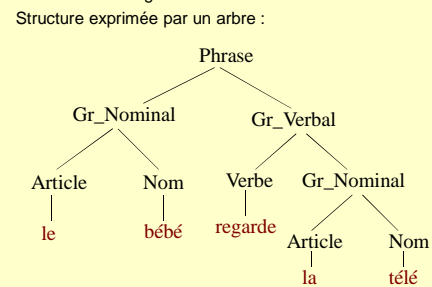 Structure exprimée par un arbre :
Phrase
Gr_Nominal Gr_Verbal
Article Nom Verbe Gr_Nominal
le bébé regarde
Article Nom
la télé